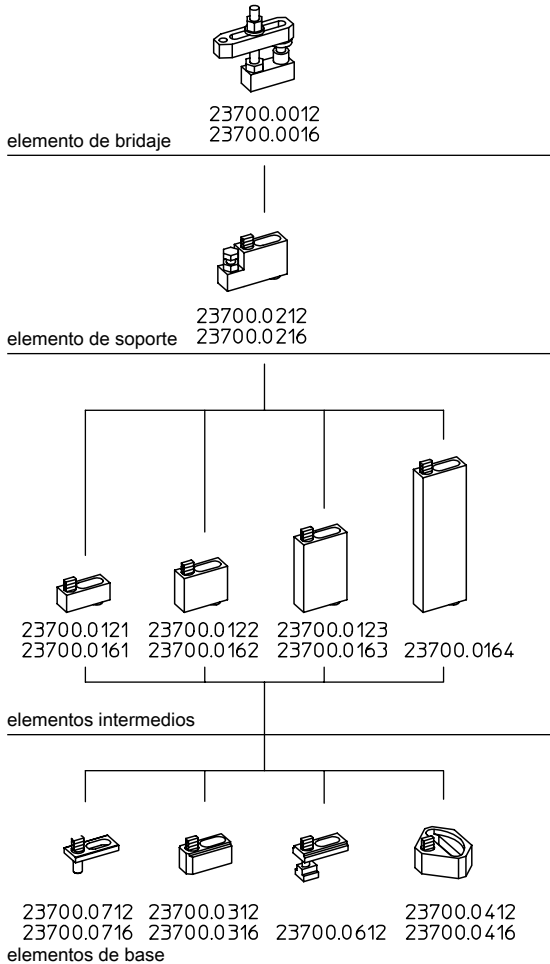 23700.0012
23700.0016
elemento de bridaje
23700.0212
23700.0216
elemento de soporte
23700.0121 23700.0122 23700.0123
23700.0161 23700.0162 23700.0163 23700.0164
elementos intermedios
23700.0712 23700.0312 23700.0412
23700.0716 23700.0316 23700.0612 23700.0416
elementos de base